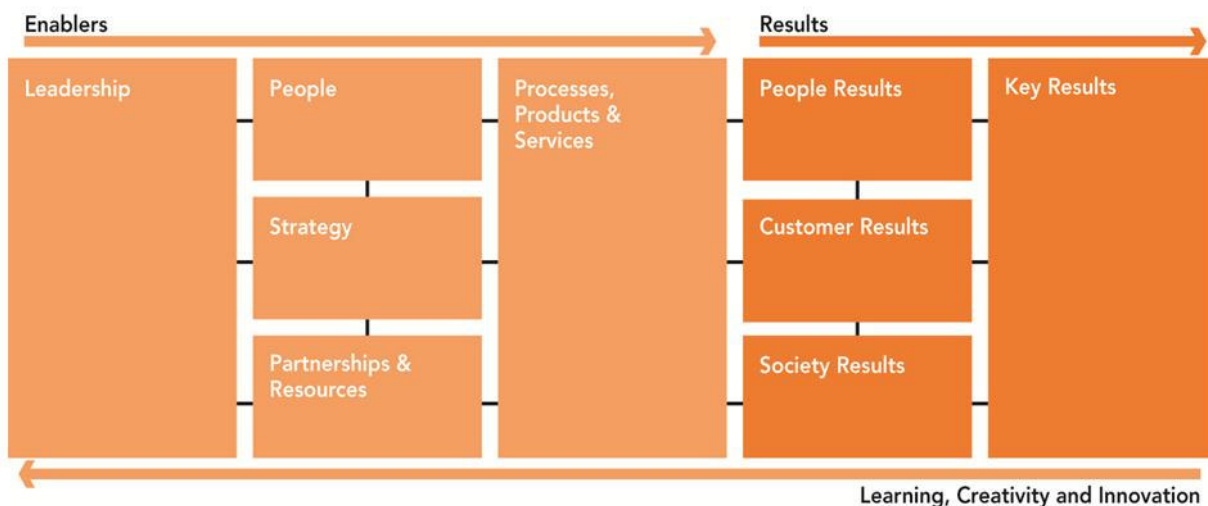 Enablers
Results
Leadership
People
Processes,
Products &
Services
People Results
Key Results
Strategy
Customer Results
Partnerships &
Resources
Society Results
Learning, Creativity and Innovation